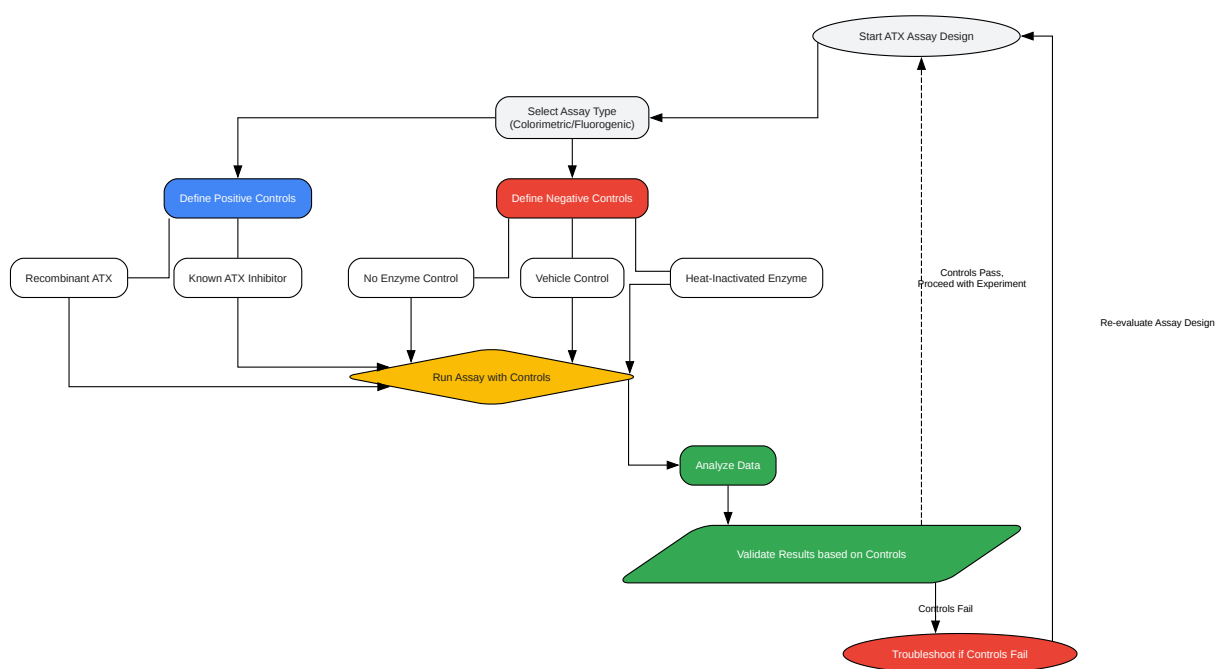 Start ATX Assay Design
Select Assay Type
(Colorimetric/Fluorogenic)
Define Positive Controls
Define Negative Controls
Recombinant ATX
Known ATX Inhibitor
No Enzyme Control
Vehicle Control
Heat-Inactivated Enzyme
Controls Pass,
Proceed with Experiment
Re-evaluate Assay Design
Run Assay with Controls
Analyze Data
Validate Results based on Controls
Controls Fail
Troubleshoot if Controls Fail